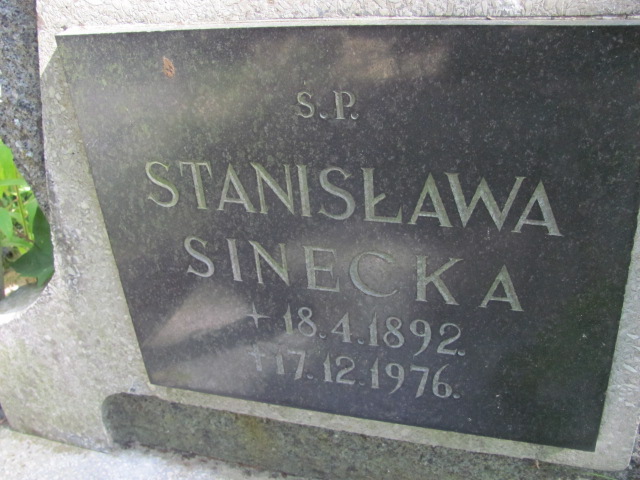 Ś.P.
STANISŁAWA
SINECKA
+ 18.4.1892.
† 17.12.1976.